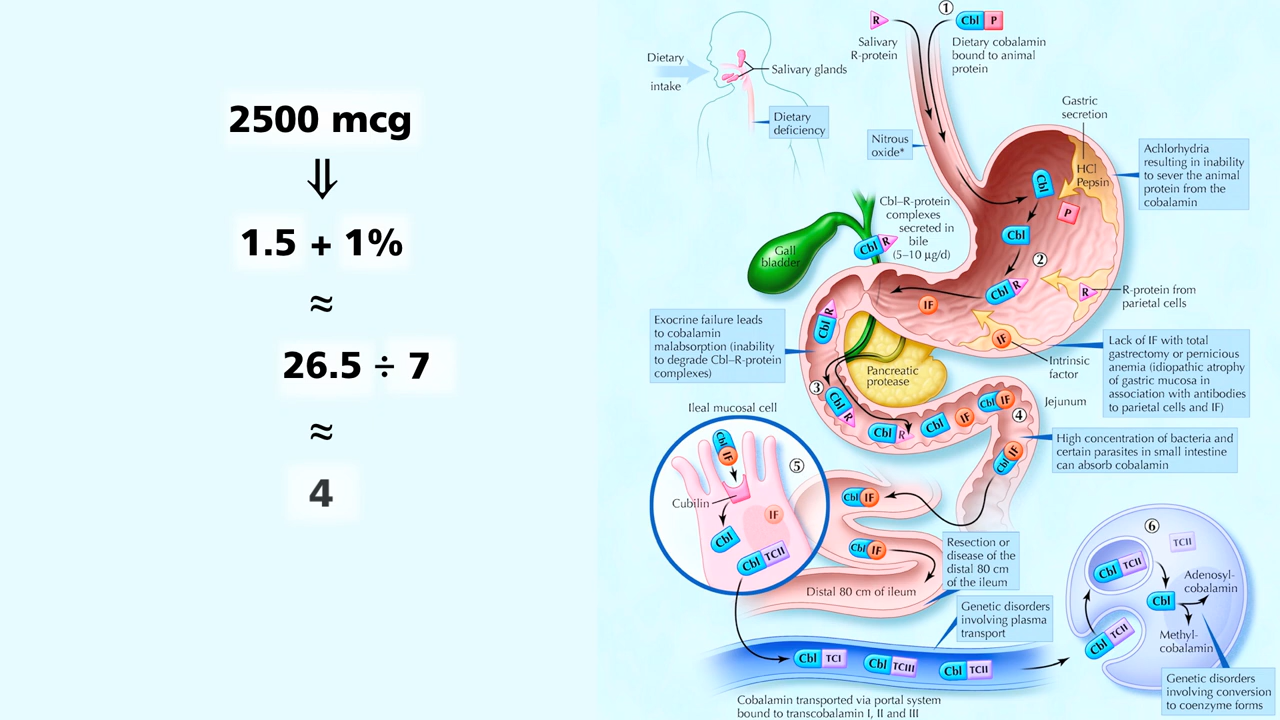 2500 mcg
⇓
1.5 + 1%
≈
26.5 ÷ 7
≈
4
Dietary
intake
Salivary glands
Dietary
deficiency
R
Salivary
R-protein
1
Cbl P
Dietary cobalamin
bound to animal
protein
Nitrous
oxide*
Gastric
secretion
HCl
Pepsin
Achlorhydria
resulting in inability
to sever the animal
protein from the
cobalamin
Cbl
P
Cbl
2
Cbl R
IF
R
R-protein from
parietal cells
Cbl–R-protein
complexes
secreted in
bile
(5–10 µg/d)
Cbl R
Gall
bladder
Exocrine failure leads
to cobalamin
malabsorption (inability
to degrade Cbl–R-protein
complexes)
Cbl R
Pancreatic
protease
IF
Intrinsic
factor
Lack of IF with total
gastrectomy or pernicious
anemia (idiopathic atrophy
of gastric mucosa in
association with antibodies
to parietal cells and IF)
Jejunum
3
Cbl R
Cbl R
Cbl
IF
Cbl IF
4
Cbl IF
High concentration of bacteria and
certain parasites in small intestine
can absorb cobalamin
Ileal mucosal cell
Cbl IF
5
Cubilin
IF
Cbl
Cbl TCII
Cbl IF
Cbl IF
Distal 80 cm of ileum
Resection or
disease of the
distal 80 cm
of the ileum
Genetic disorders
involving plasma
transport
Cbl TCI
Cbl TCIII
Cbl TCII
Cobalamin transported via portal system
bound to transcobalamin I, II and III
6
TCII
Cbl TCII
Cbl
Adenosyl-
cobalamin
Cbl TCII
Methyl-
cobalamin
Genetic disorders
involving conversion
to coenzyme forms